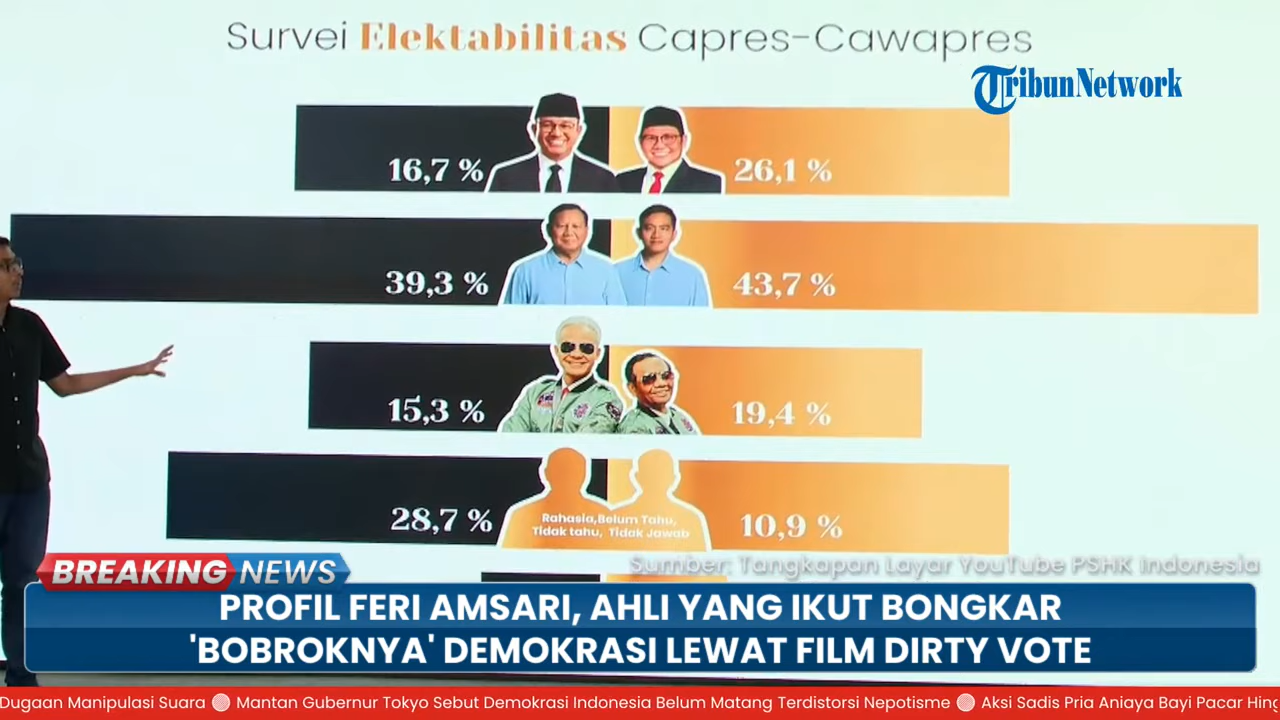 Survei Elektabilitas Capres-Cawapres
TribunNetwork
16,7 % 26,1 %
39,3 % 43,7 %
15,3 % 19,4 %
28,7 % 10,9 %
Rahasia,Belum Tahu,
Tidak tahu, Tidak Jawab
Sumber: Tangkapan Layar YouTube PSHK Indonesia
BREAKING NEWS
PROFIL FERI AMSARI, AHLI YANG IKUT BONGKAR
'BOBROKNYA' DEMOKRASI LEWAT FILM DIRTY VOTE
Dugaan Manipulasi Suara Mantan Gubernur Tokyo Sebut Demokrasi Indonesia Belum Matang Terdistorsi Nepotisme Aksi Sadis Pria Aniaya Bayi Pacar Hing